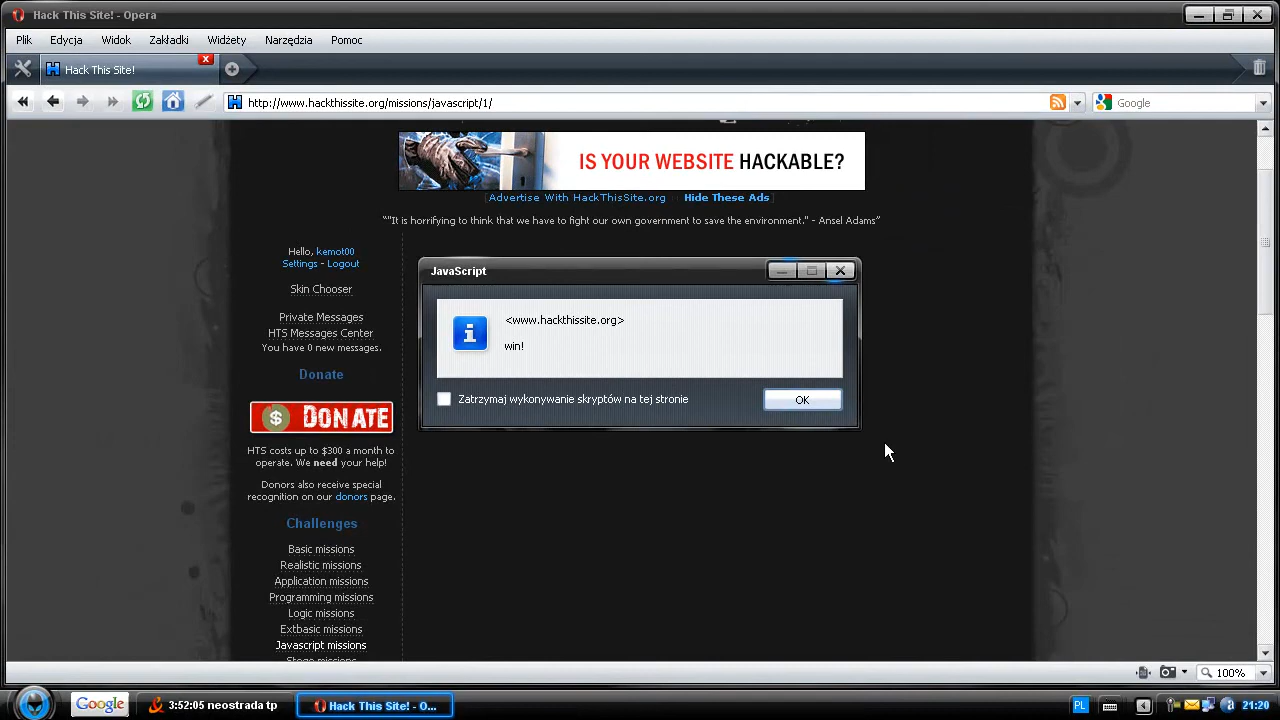 Hack This Site! - Opera
Plik Edycja Widok Zakładki Widżety Narzędzia Pomoc
Hack This Site!
http://www.hackthissite.org/missions/javascript/1/
Google
IS YOUR WEBSITE HACKABLE?
[Advertise With HackThisSite.org Hide These Ads]
""It is horrifying to think that we have to fight our own government to save the environment." - Ansel Adams"
Hello, kemot00
Settings - Logout
Skin Chooser
Private Messages
HTS Messages Center
You have 0 new messages.
Donate
$ DONATE
HTS costs up to $300 a month to
operate. We need your help!
Donors also receive special
recognition on our donors page.
Challenges
Basic missions
Realistic missions
Application missions
Programming missions
Logic missions
Extbasic missions
Javascript missions
Stego missions
JavaScript
<www.hackthissite.org>
win!
Zatrzymaj wykonywanie skryptów na tej stronie
OK
100%
Google
3:52:05 neostrada tp
Hack This Site! - O...
PL
21:20